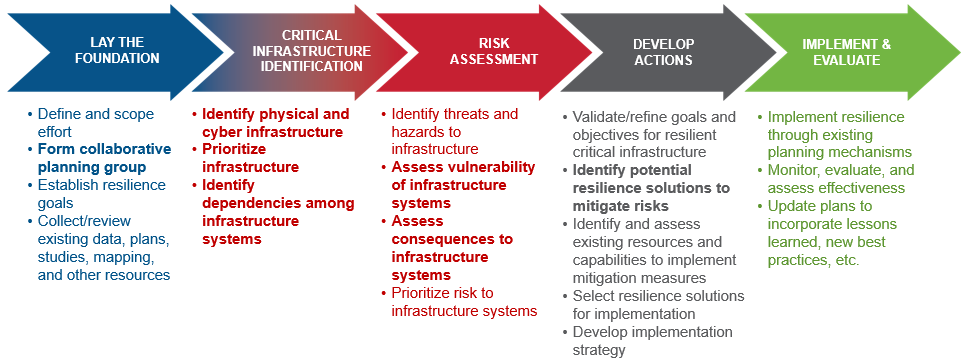 LAY THE
FOUNDATION
CRITICAL
INFRASTRUCTURE
IDENTIFICATION
RISK
ASSESSMENT
DEVELOP
ACTIONS
IMPLEMENT &
EVALUATE
• Define and scope
effort
• Form collaborative
planning group
• Establish resilience
goals
• Collect/review
existing data, plans,
studies, mapping,
and other resources
• Identify physical and
cyber infrastructure
• Prioritize
infrastructure
• Identify
dependencies among
infrastructure
systems
• Identify threats and
hazards to
infrastructure
• Assess vulnerability
of infrastructure
systems
• Assess
consequences to
infrastructure
systems
• Prioritize risk to
infrastructure systems
• Validate/refine goals and
objectives for resilient
critical infrastructure
• Identify potential
resilience solutions to
mitigate risks
• Identify and assess
existing resources and
capabilities to implement
mitigation measures
• Select resilience solutions
for implementation
• Develop implementation
strategy
• Implement resilience
through existing
planning mechanisms
• Monitor, evaluate, and
assess effectiveness
• Update plans to
incorporate lessons
learned, new best
practices, etc.